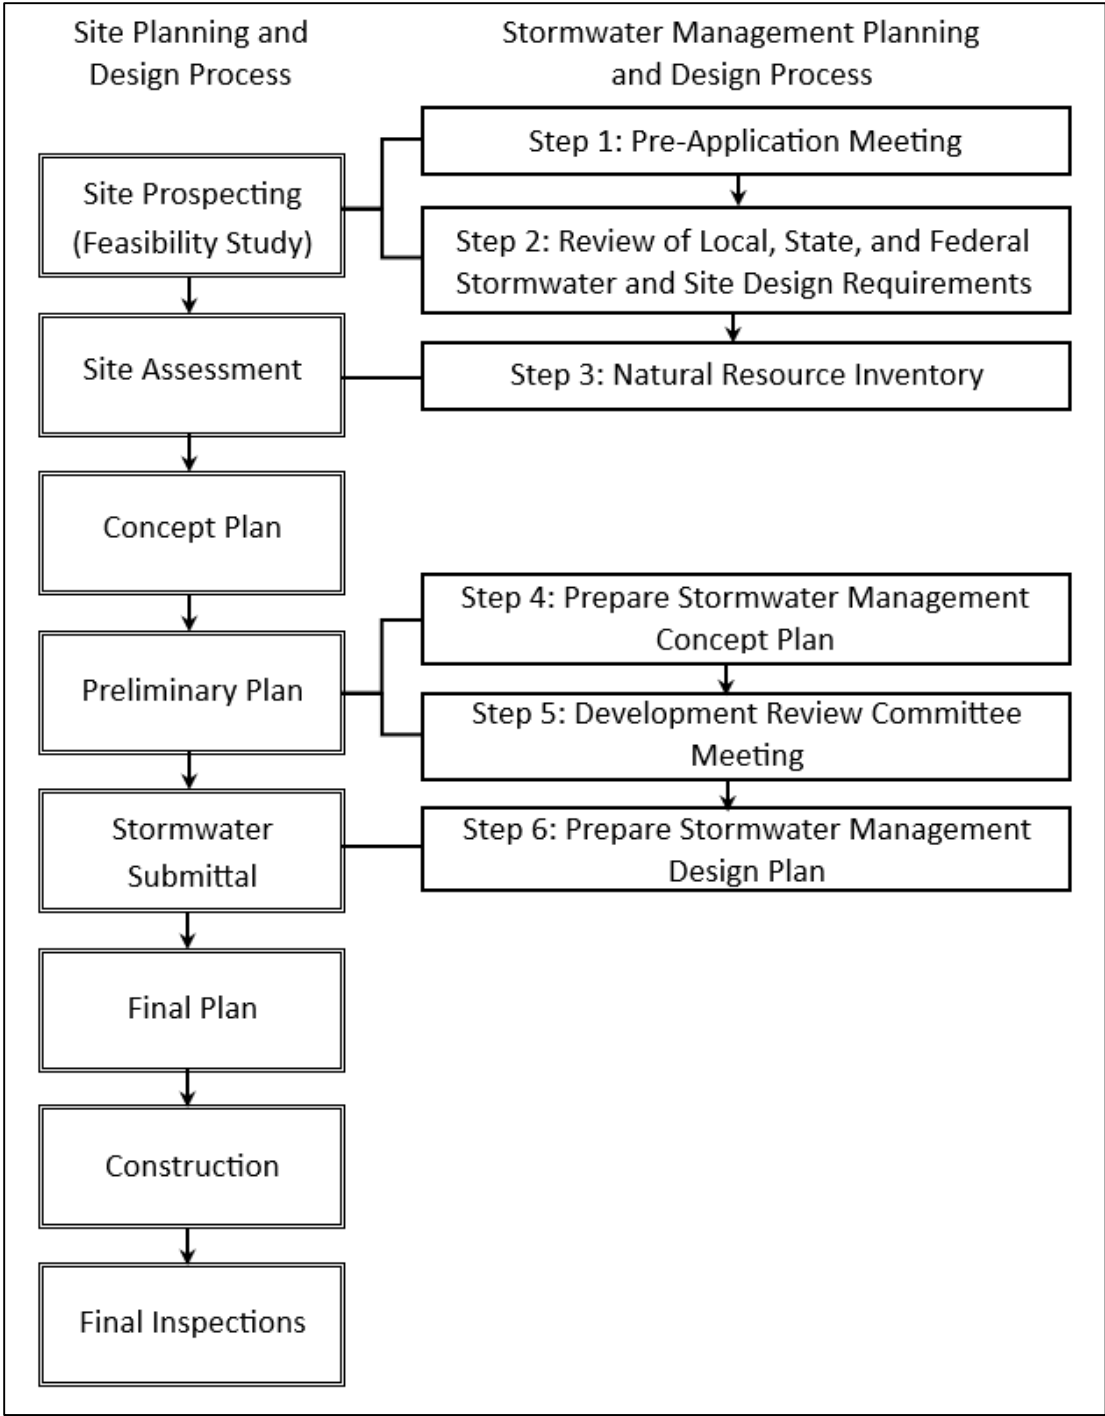 Site Planning and
Design Process
Stormwater Management Planning
and Design Process
Step 1: Pre-Application Meeting
Site Prospecting
(Feasibility Study)
Step 2: Review of Local, State, and Federal
Stormwater and Site Design Requirements
Site Assessment
Step 3: Natural Resource Inventory
Concept Plan
Step 4: Prepare Stormwater Management
Concept Plan
Preliminary Plan
Step 5: Development Review Committee
Meeting
Stormwater
Submittal
Step 6: Prepare Stormwater Management
Design Plan
Final Plan
Construction
Final Inspections